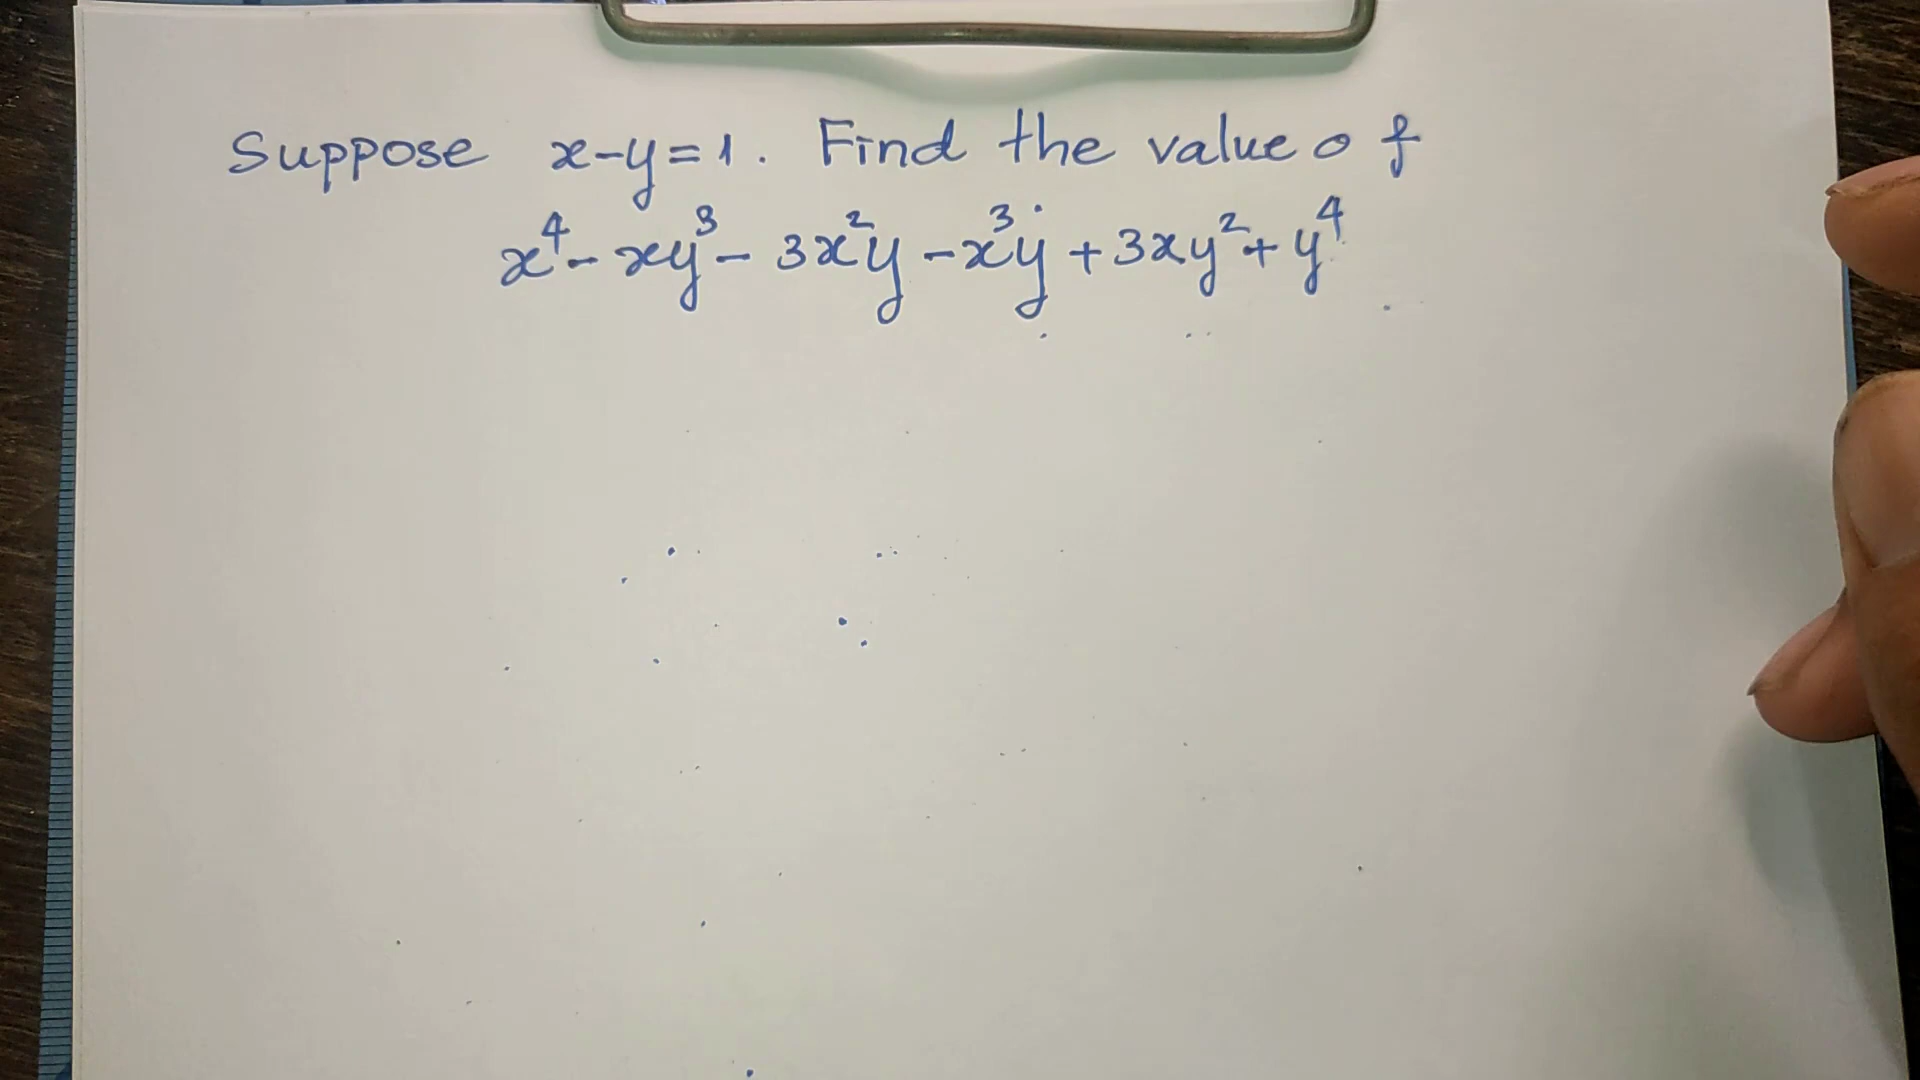 Suppose x-y=1. Find the value of
x⁴- xy³- 3x²y -x³y +3xy²+ y⁴